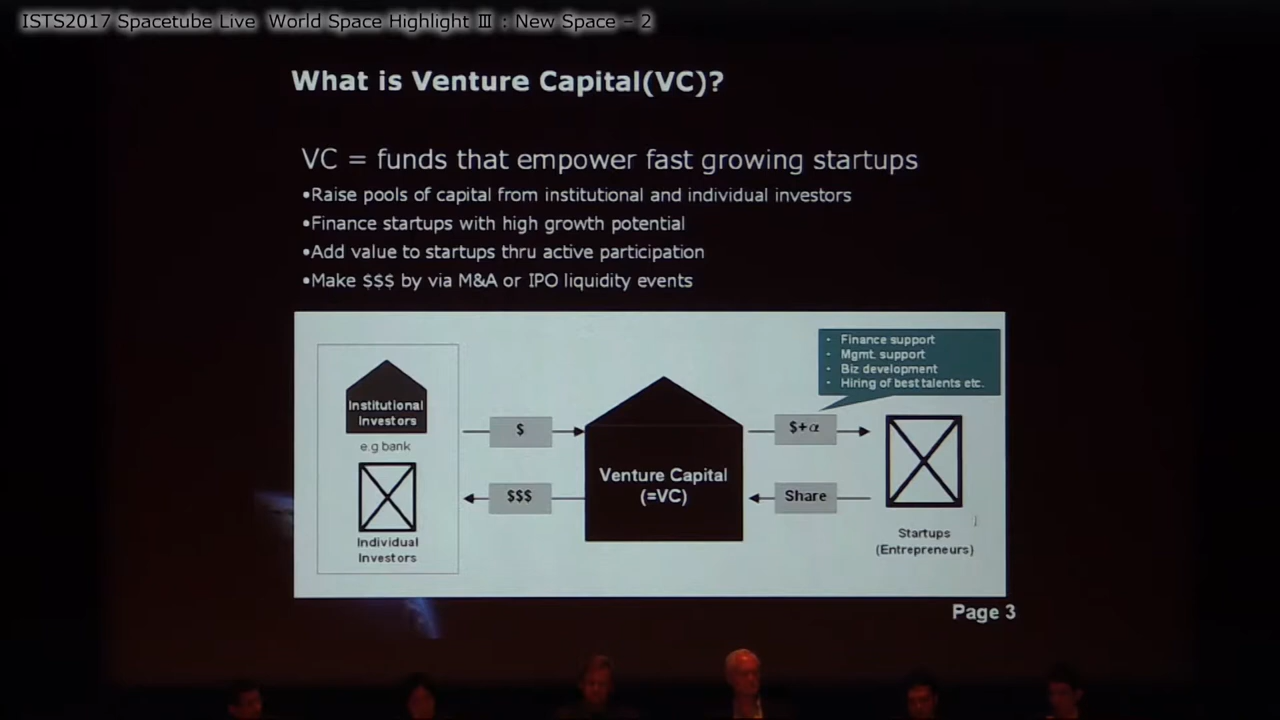 ISTS2017 Spacetube Live World Space Highlight Ⅲ : New Space - 2
What is Venture Capital(VC)?
VC = funds that empower fast growing startups
•Raise pools of capital from institutional and individual investors
•Finance startups with high growth potential
•Add value to startups thru active participation
•Make $$$ by via M&A or IPO liquidity events
Institutional
Investors
e.g bank
Individual
Investors
$
$$$
Venture Capital
(=VC)
$+α
Share
· Finance support
· Mgmt. support
· Biz development
· Hiring of best talents etc.
Startups
(Entrepreneurs)
Page 3